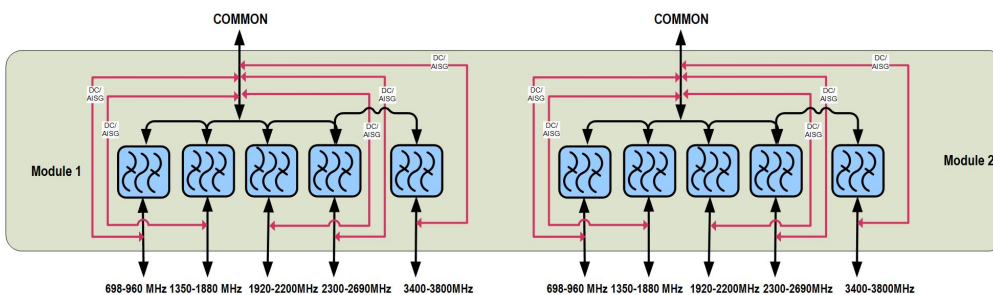 COMMON
COMMON
DC/
AISG
DC/
AISG
DC/
AISG
DC/
AISG
DC/
AISG
DC/
AISG
DC/
AISG
DC/
AISG
DC/
AISG
DC/
AISG
Module 1
Module 2
698-960 MHz
1350-1880 MHz
1920-2200MHz
2300-2690MHz
3400-3800MHz
698-960 MHz
1350-1880 MHz
1920-2200MHz
2300-2690MHz
3400-3800MHz